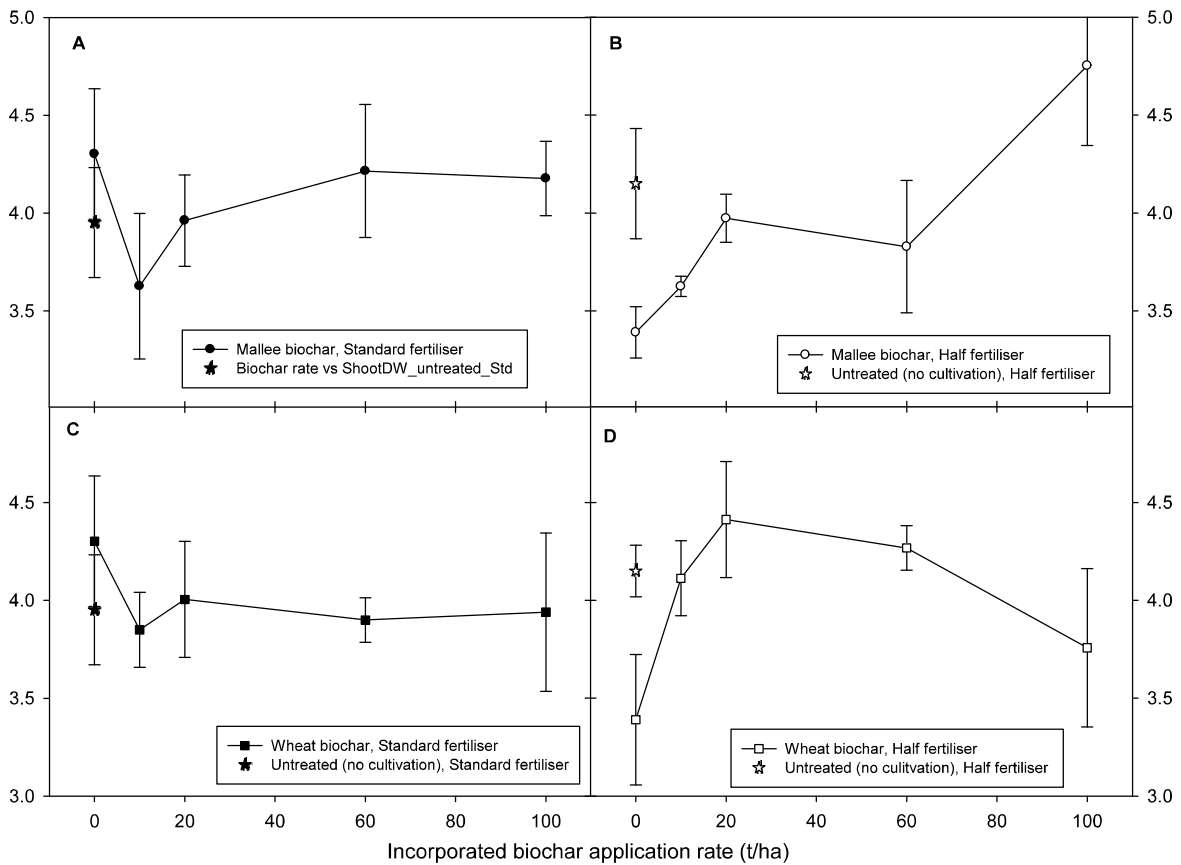 5.0
4.5
4.0
3.5
A
Mallee biochar, Standard fertiliser
Biochar rate vs ShootDW_untreated_Std
B
5.0
4.5
4.0
3.5
Mallee biochar, Half fertiliser
Untreated (no cultivation), Half fertiliser
C
4.5
4.0
3.5
3.0
Wheat biochar, Standard fertiliser
Untreated (no cultivation), Standard fertiliser
0 20 40 60 80 100
D
4.5
4.0
3.5
3.0
Wheat biochar, Half fertiliser
Untreated (no culitvation), Half fertiliser
0 20 40 60 80 100
Incorporated biochar application rate (t/ha)